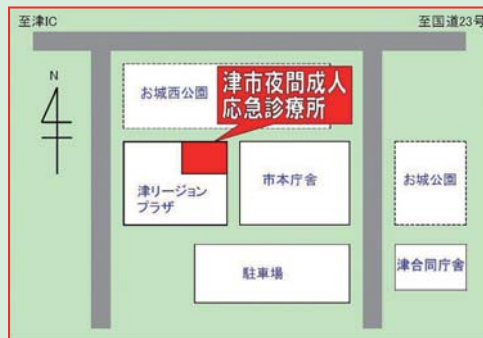 至津IC
至国道23号
N
お城西公園
津市夜間成人
応急診療所
津リージョン
プラザ
市本庁舎
お城公園
駐車場
津合同庁舎